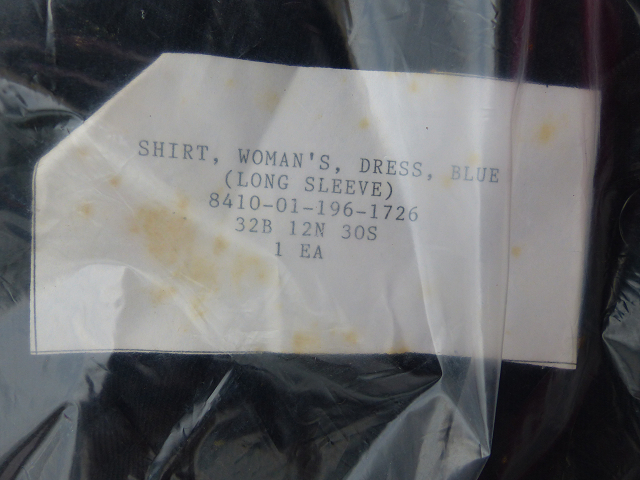 SHIRT, WOMAN'S, DRESS, BLUE
(LONG SLEEVE)
8410-01-196-1726
32B 12N 30S
1 EA